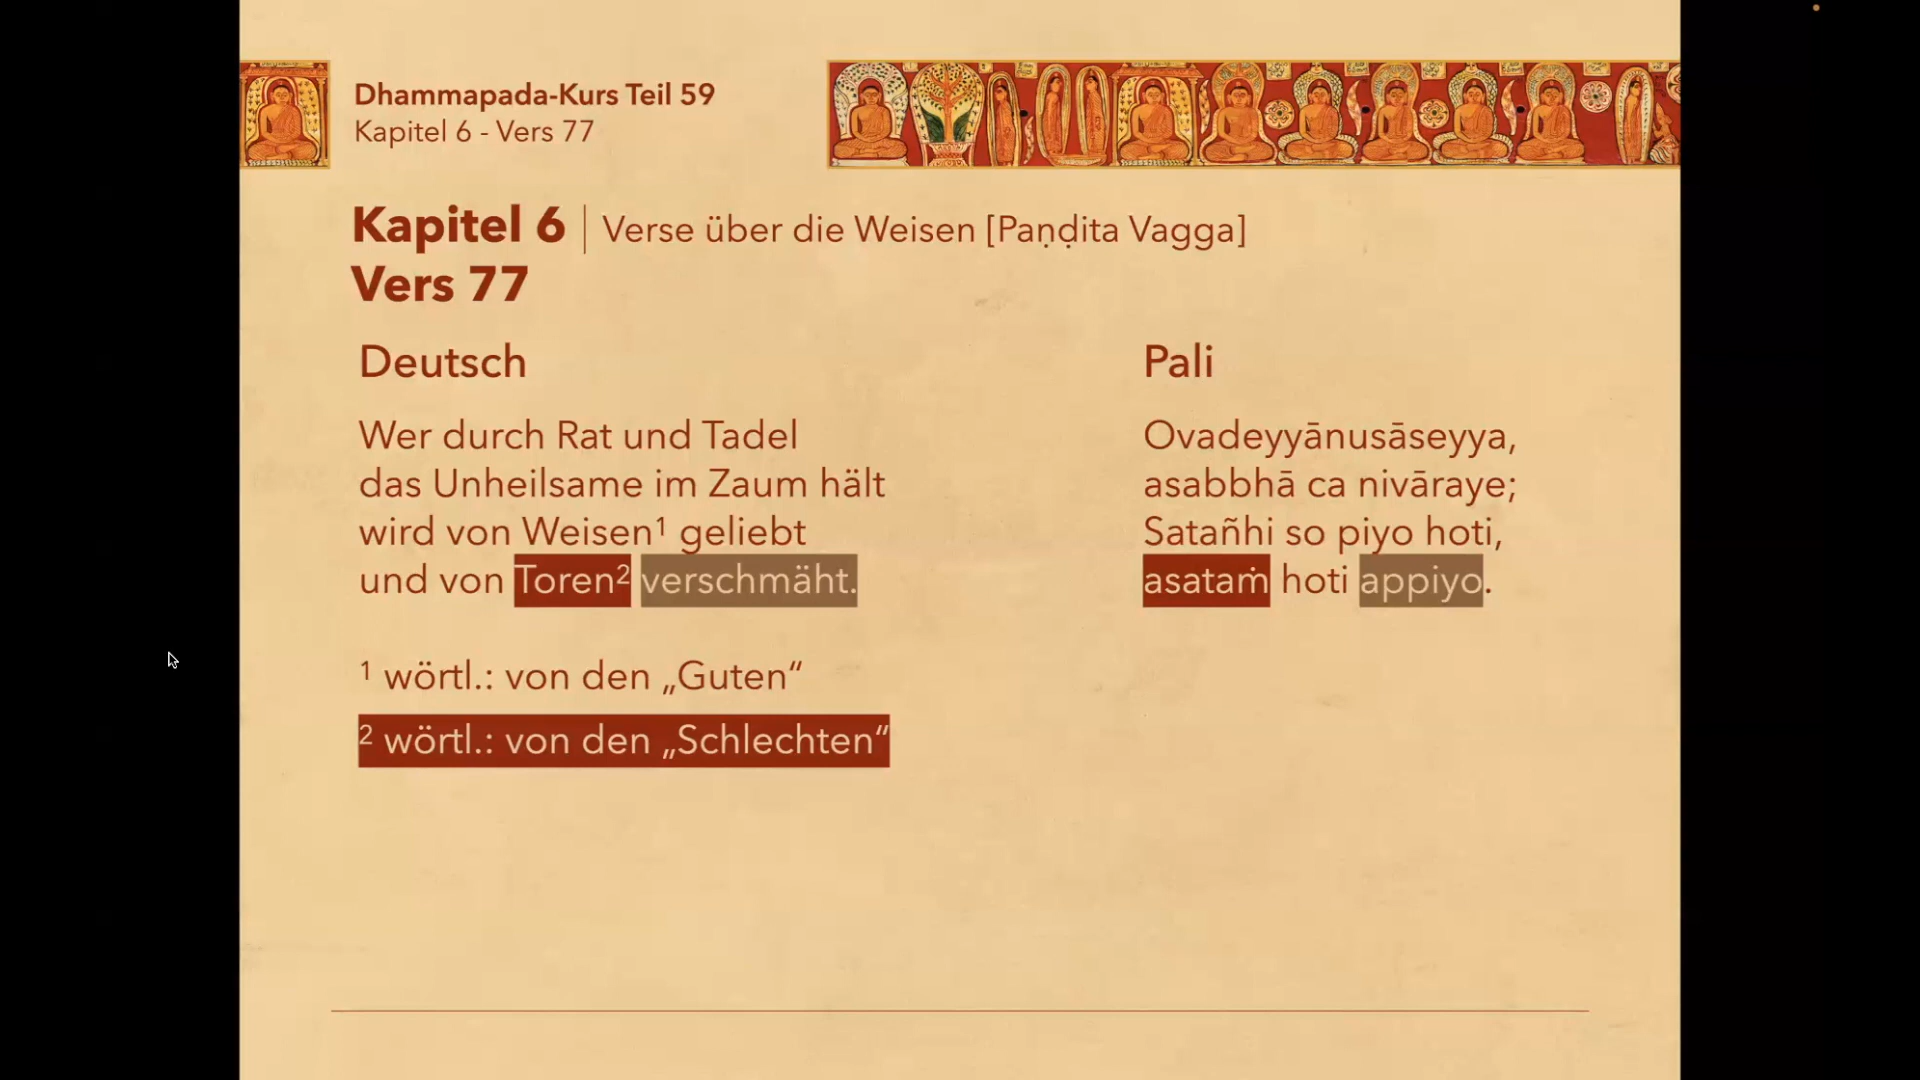 Dhammapada-Kurs Teil 59
Kapitel 6 - Vers 77
Kapitel 6 | Verse über die Weisen [Paṇḍita Vagga]
Vers 77
Deutsch
Wer durch Rat und Tadel
das Unheilsame im Zaum hält
wird von Weisen¹ geliebt
und von Toren² verschmäht.
¹ wörtl.: von den „Guten“
² wörtl.: von den „Schlechten“
Pali
Ovadeyyānusāseyya,
asabbhā ca nivāraye;
Satañhi so piyo hoti,
asataṁ hoti appiyo.